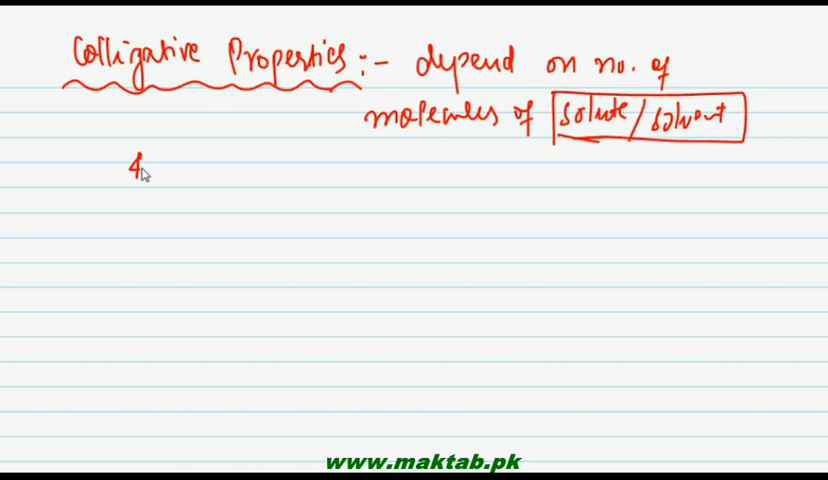 Colligative Properties :- depend on no. of
molecules of solute/solvent
4
www.maktab.pk